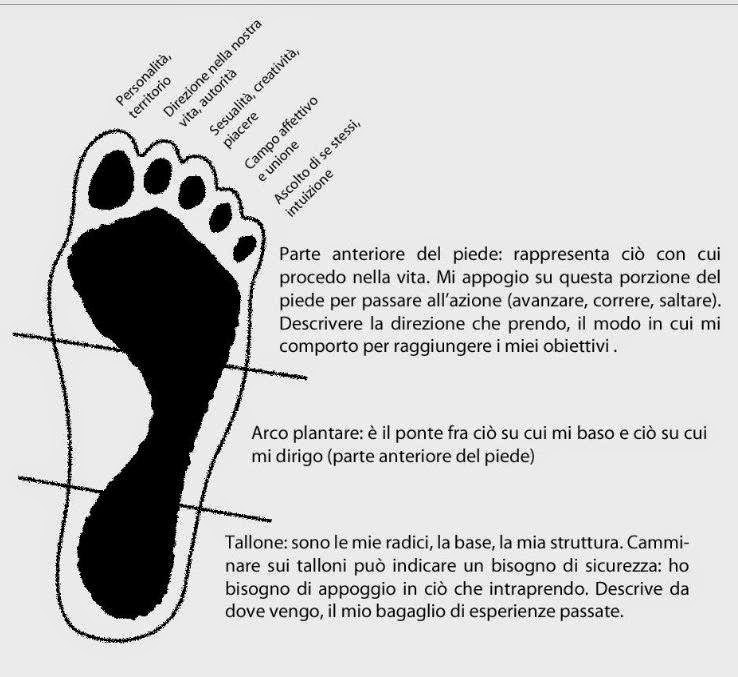 Personalità,
territorio
Direzione nella nostra
vita, autorità
Sesualità, creatività,
piacere
Campo affettivo
e unione
Ascolto di se stessi,
intuizione
Parte anteriore del piede: rappresenta ciò con cui
procedo nella vita. Mi appogio su questa porzione del
piede per passare all'azione (avanzare, correre, saltare).
Descrivere la direzione che prendo, il modo in cui mi
comporto per raggiungere i miei obiettivi .
Arco plantare: è il ponte fra ciò su cui mi baso e ciò su cui
mi dirigo (parte anteriore del piede)
Tallone: sono le mie radici, la base, la mia struttura. Cammi-
nare sui talloni può indicare un bisogno di sicurezza: ho
bisogno di appoggio in ciò che intraprendo. Descrive da
dove vengo, il mio bagaglio di esperienze passate.